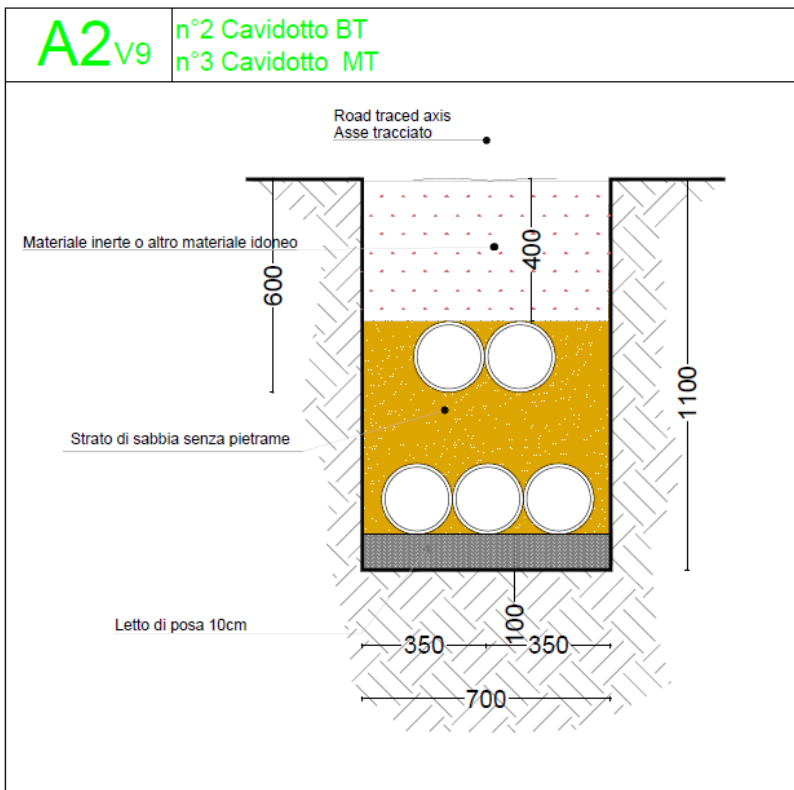 A2V9
n°2 Cavidotto BT
n°3 Cavidotto MT
Road traced axis
Asse tracciato
Materiale inerte o altro materiale idoneo
400
600
1100
Strato di sabbia senza pietrame
Letto di posa 10cm
100
350
350
700